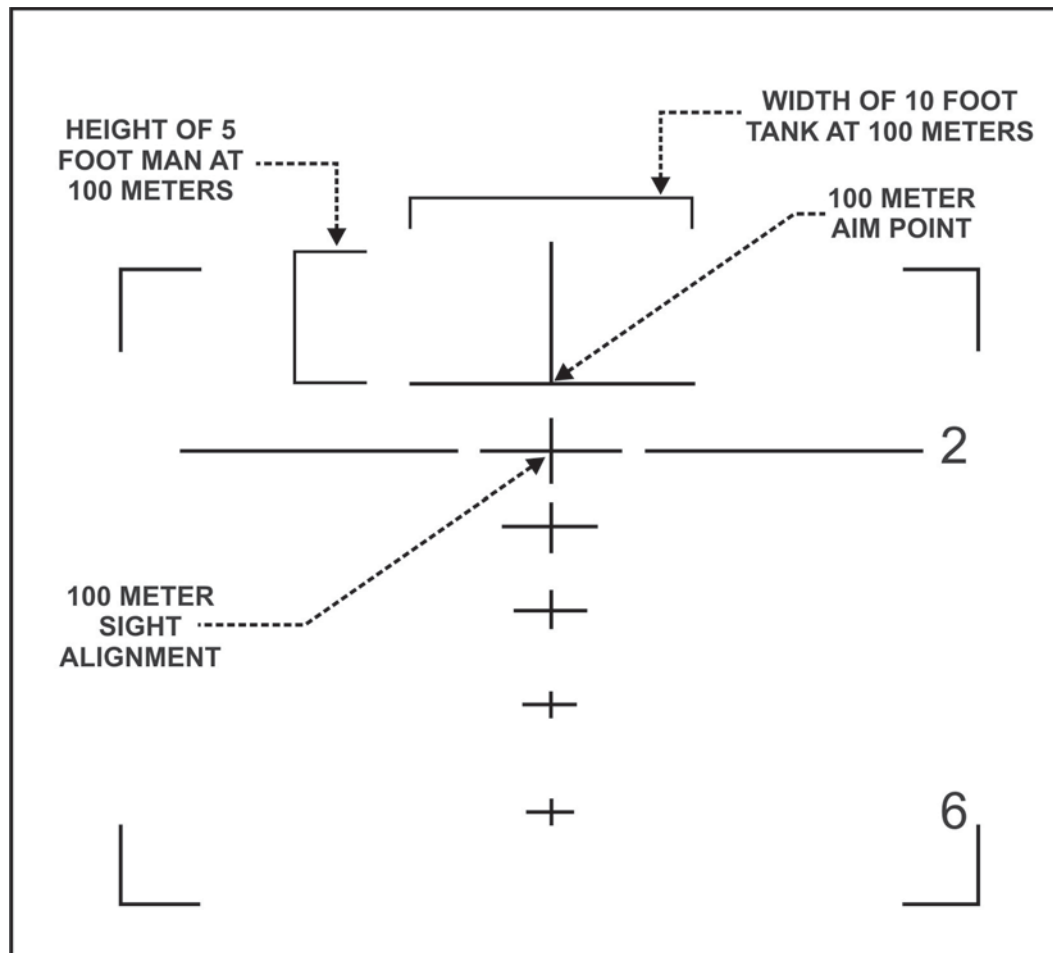 HEIGHT OF 5
FOOT MAN AT
100 METERS
WIDTH OF 10 FOOT
TANK AT 100 METERS
100 METER
AIM POINT
2
100 METER
SIGHT
ALIGNMENT
6